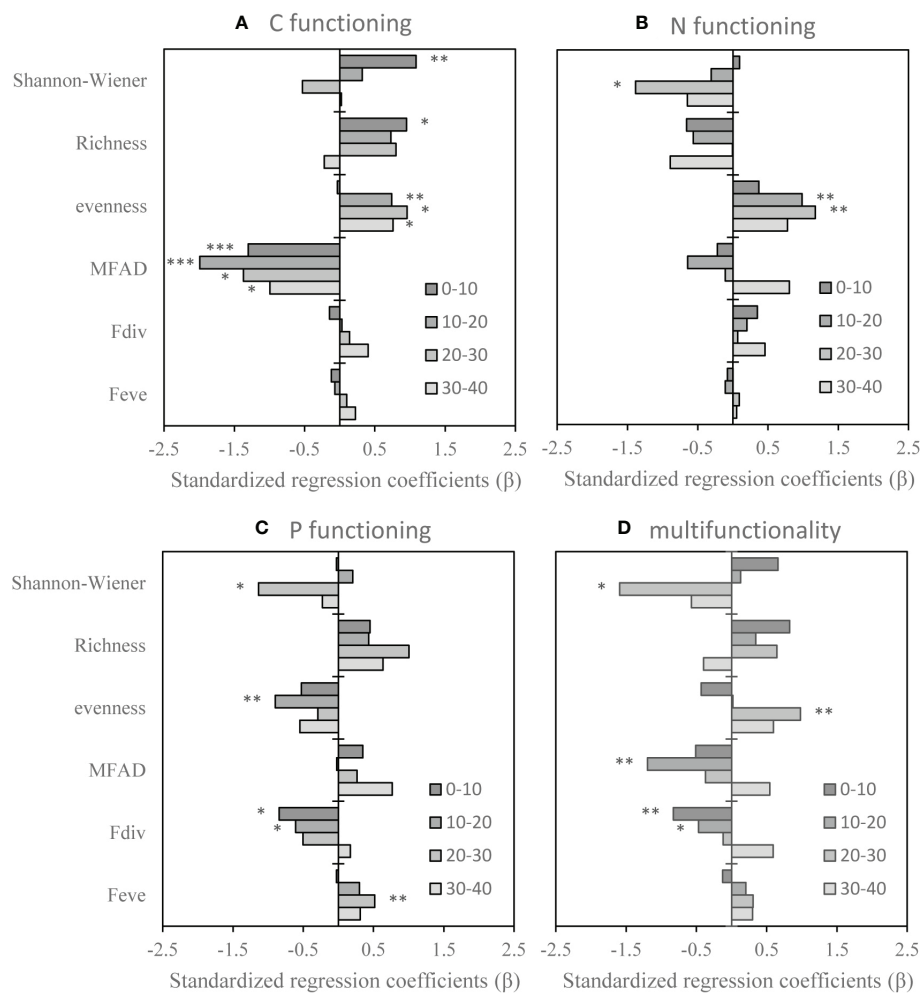 A C functioning
B N functioning
Shannon-Wiener
**
*
Richness
*
evenness
**
*
*
**
**
MFAD
***
***
*
*
Fdiv
Feve
0-10
10-20
20-30
30-40
0-10
10-20
20-30
30-40
-2.5 -1.5 -0.5 0.5 1.5 2.5
-2.5 -1.5 -0.5 0.5 1.5 2.5
Standardized regression coefficients (β)
Standardized regression coefficients (β)
C P functioning
D multifunctionality
Shannon-Wiener
*
*
Richness
evenness
**
**
MFAD
**
Fdiv
*
*
**
*
Feve
**
0-10
10-20
20-30
30-40
0-10
10-20
20-30
30-40
-2.5 -1.5 -0.5 0.5 1.5 2.5
-2.5 -1.5 -0.5 0.5 1.5 2.5
Standardized regression coefficients (β)
Standardized regression coefficients (β)